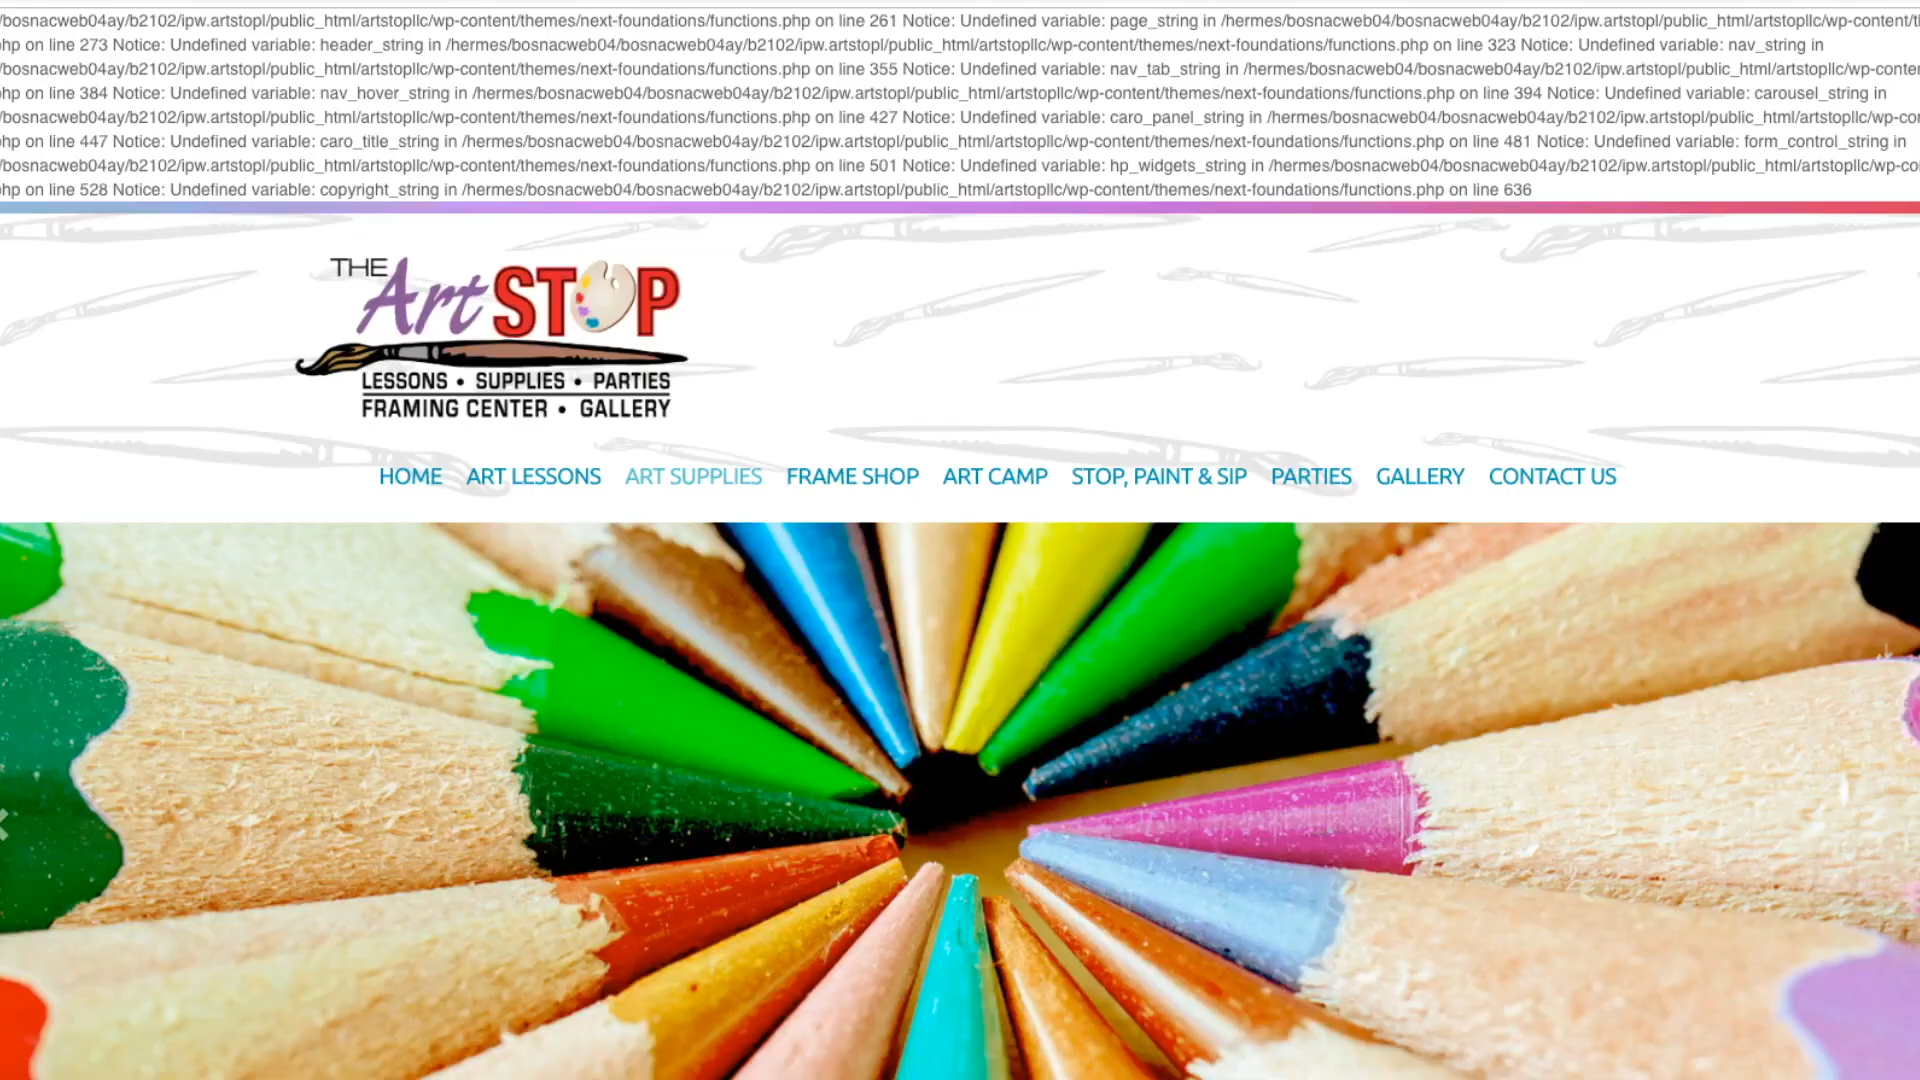 /bosnacweb04ay/b2102/ipw.artstopl/public_html/artstopllc/wp-content/themes/next-foundations/functions.php on line 261 Notice: Undefined variable: page_string in /hermes/bosnacweb04/bosnacweb04ay/b2102/ipw.artstopl/public_html/artstopllc/wp-content/t
hp on line 273 Notice: Undefined variable: header_string in /hermes/bosnacweb04/bosnacweb04ay/b2102/ipw.artstopl/public_html/artstopllc/wp-content/themes/next-foundations/functions.php on line 323 Notice: Undefined variable: nav_string in
/bosnacweb04ay/b2102/ipw.artstopl/public_html/artstopllc/wp-content/themes/next-foundations/functions.php on line 355 Notice: Undefined variable: nav_tab_string in /hermes/bosnacweb04/bosnacweb04ay/b2102/ipw.artstopl/public_html/artstopllc/wp-conte
hp on line 384 Notice: Undefined variable: nav_hover_string in /hermes/bosnacweb04/bosnacweb04ay/b2102/ipw.artstopl/public_html/artstopllc/wp-content/themes/next-foundations/functions.php on line 394 Notice: Undefined variable: carousel_string in
/bosnacweb04ay/b2102/ipw.artstopl/public_html/artstopllc/wp-content/themes/next-foundations/functions.php on line 427 Notice: Undefined variable: caro_panel_string in /hermes/bosnacweb04/bosnacweb04ay/b2102/ipw.artstopl/public_html/artstopllc/wp-co
hp on line 447 Notice: Undefined variable: caro_title_string in /hermes/bosnacweb04/bosnacweb04ay/b2102/ipw.artstopl/public_html/artstopllc/wp-content/themes/next-foundations/functions.php on line 481 Notice: Undefined variable: form_control_string in
/bosnacweb04ay/b2102/ipw.artstopl/public_html/artstopllc/wp-content/themes/next-foundations/functions.php on line 501 Notice: Undefined variable: hp_widgets_string in /hermes/bosnacweb04/bosnacweb04ay/b2102/ipw.artstopl/public_html/artstopllc/wp-co
hp on line 528 Notice: Undefined variable: copyright_string in /hermes/bosnacweb04/bosnacweb04ay/b2102/ipw.artstopl/public_html/artstopllc/wp-content/themes/next-foundations/functions.php on line 636
THE Art STOP
LESSONS • SUPPLIES • PARTIES
FRAMING CENTER • GALLERY
HOME ART LESSONS ART SUPPLIES FRAME SHOP ART CAMP STOP, PAINT & SIP PARTIES GALLERY CONTACT US